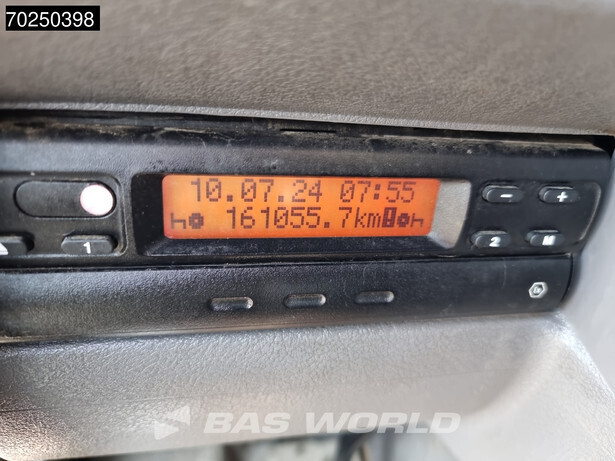 70250398
10.07.24 07:55
161055.7km
- +
1 2 M
BAS WORLD